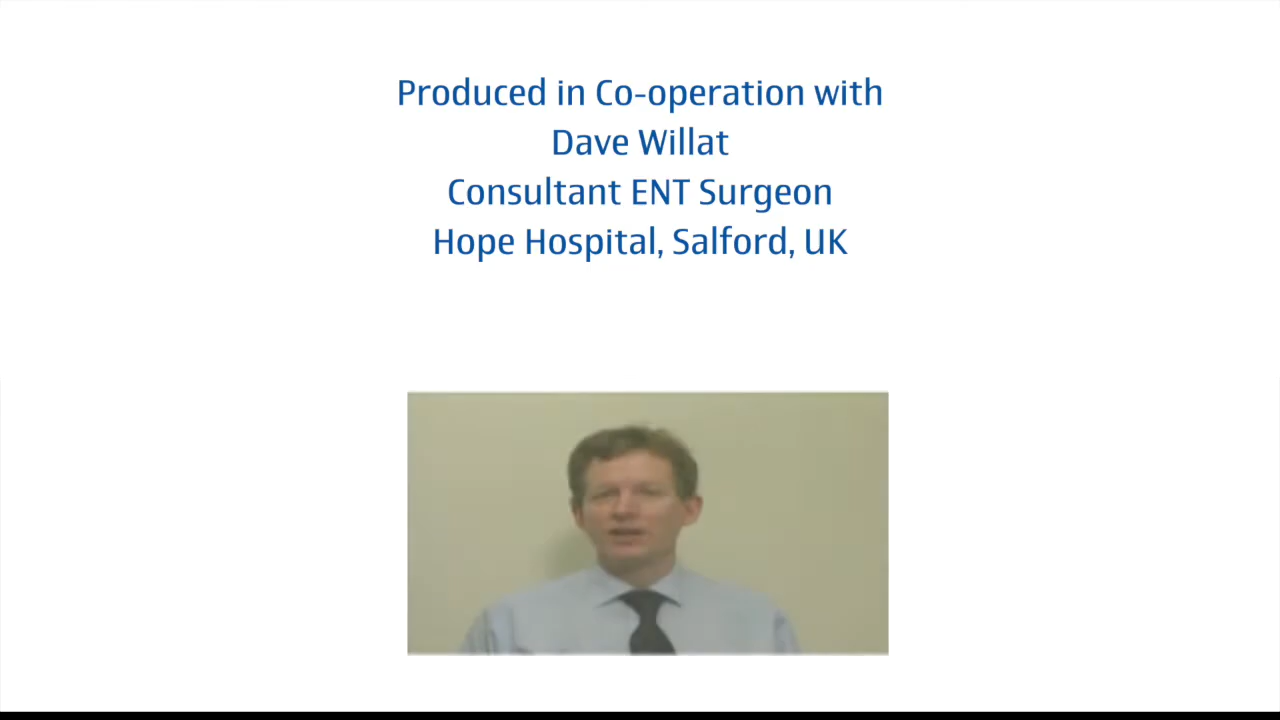 Produced in Co-operation with
Dave Willat
Consultant ENT Surgeon
Hope Hospital, Salford, UK